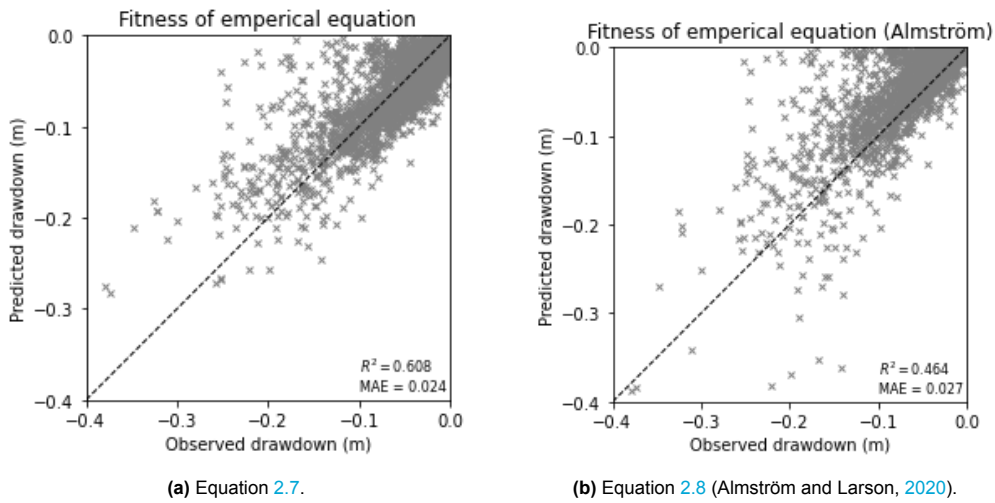 Fitness of emperical equation
0.0
−0.1
−0.2
−0.3
−0.4
Predicted drawdown (m)
R² = 0.608
MAE = 0.024
−0.4 −0.3 −0.2 −0.1 0.0
Observed drawdown (m)
(a) Equation 2.7.
Fitness of emperical equation (Almström)
0.0
−0.1
−0.2
−0.3
−0.4
Predicted drawdown (m)
R² = 0.464
MAE = 0.027
−0.4 −0.3 −0.2 −0.1 0.0
Observed drawdown (m)
(b) Equation 2.8 (Almström and Larson, 2020).